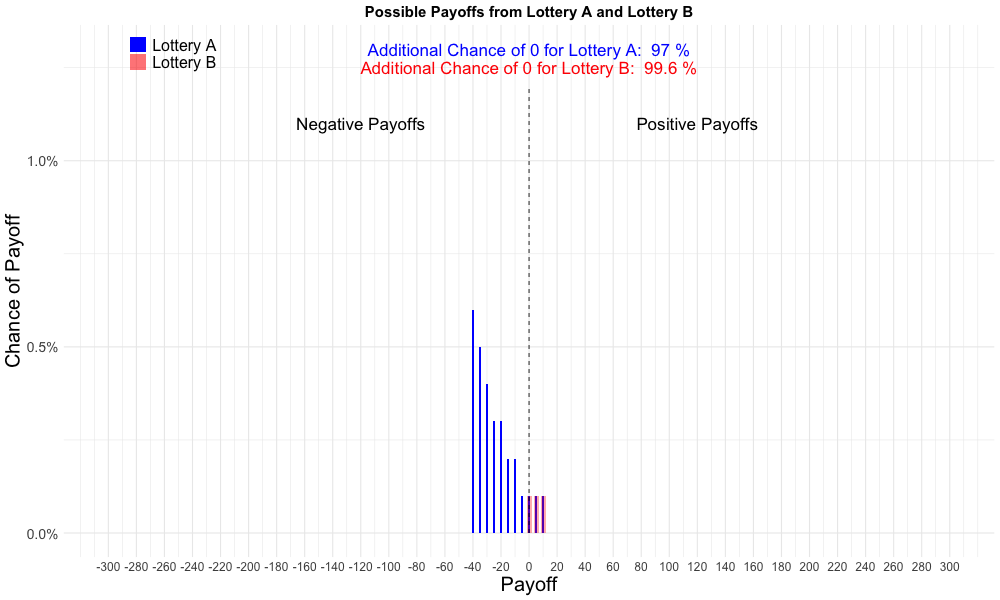 Possible Payoffs from Lottery A and Lottery B
Lottery A
Lottery B
Additional Chance of 0 for Lottery A:  97 %
Additional Chance of 0 for Lottery B:  99.6 %
Negative Payoffs
Positive Payoffs
Chance of Payoff
1.0%
0.5%
0.0%
-300 -280 -260 -240 -220 -200 -180 -160 -140 -120 -100 -80 -60 -40 -20 0 20 40 60 80 100 120 140 160 180 200 220 240 260 280 300
Payoff